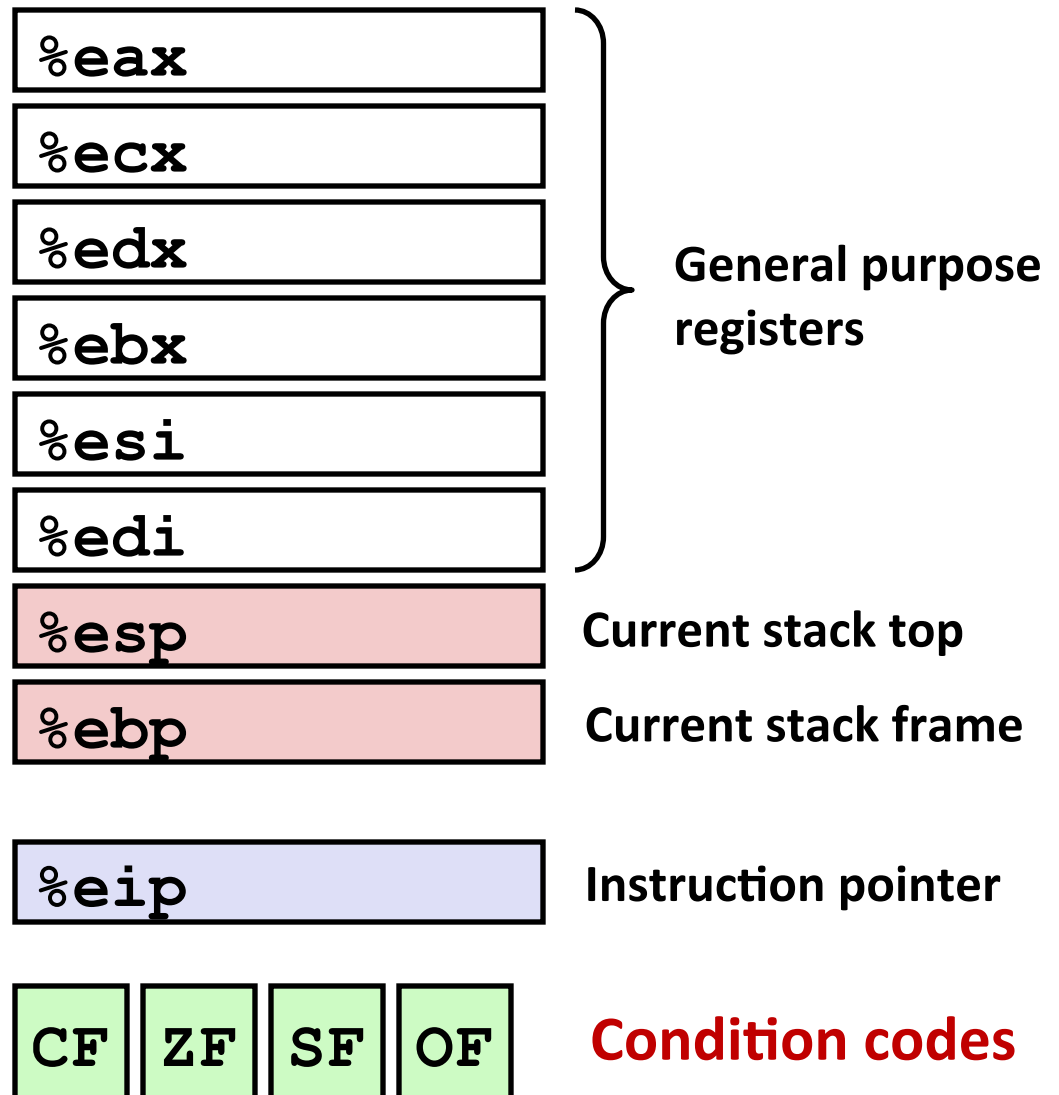 %eax
%ecx
%edx
General purpose
registers
%ebx
%esi
%edi
%esp
Current stack top
%ebp
Current stack frame
%eip
Instruction pointer
CF ZF SF OF
Condition codes